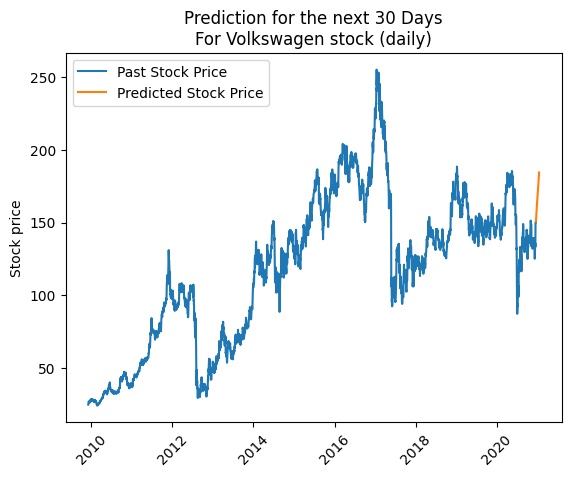 Prediction for the next 30 Days
For Volkswagen stock (daily)
Past Stock Price
Predicted Stock Price
Stock price
250
200
150
100
50
2010
2012
2014
2016
2018
2020